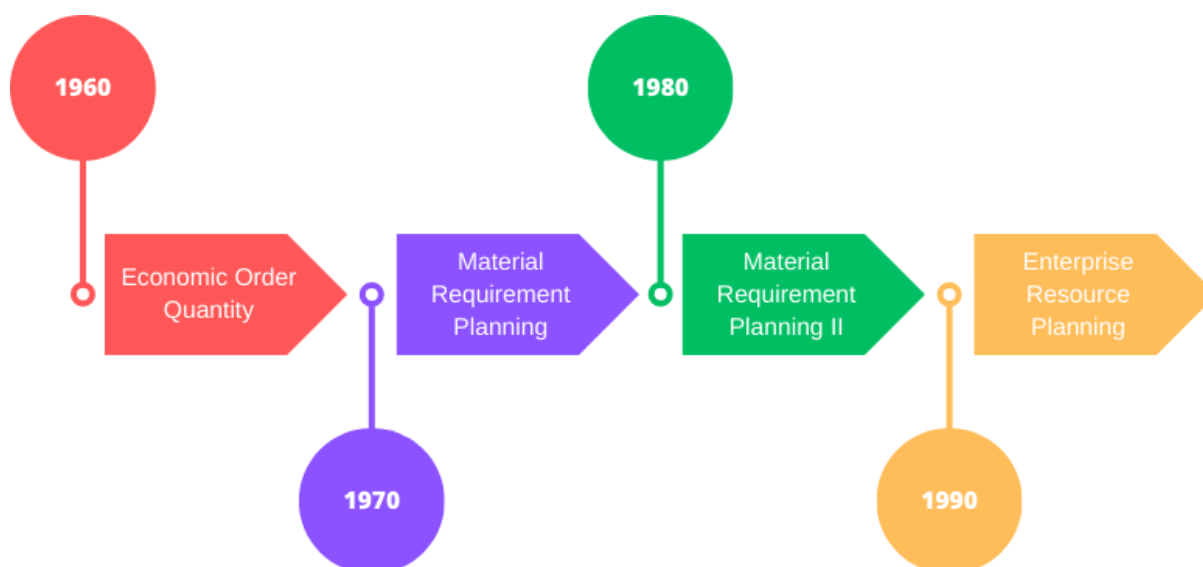 1960
Economic Order
Quantity
1970
Material
Requirement
Planning
1980
Material
Requirement
Planning II
1990
Enterprise
Resource
Planning